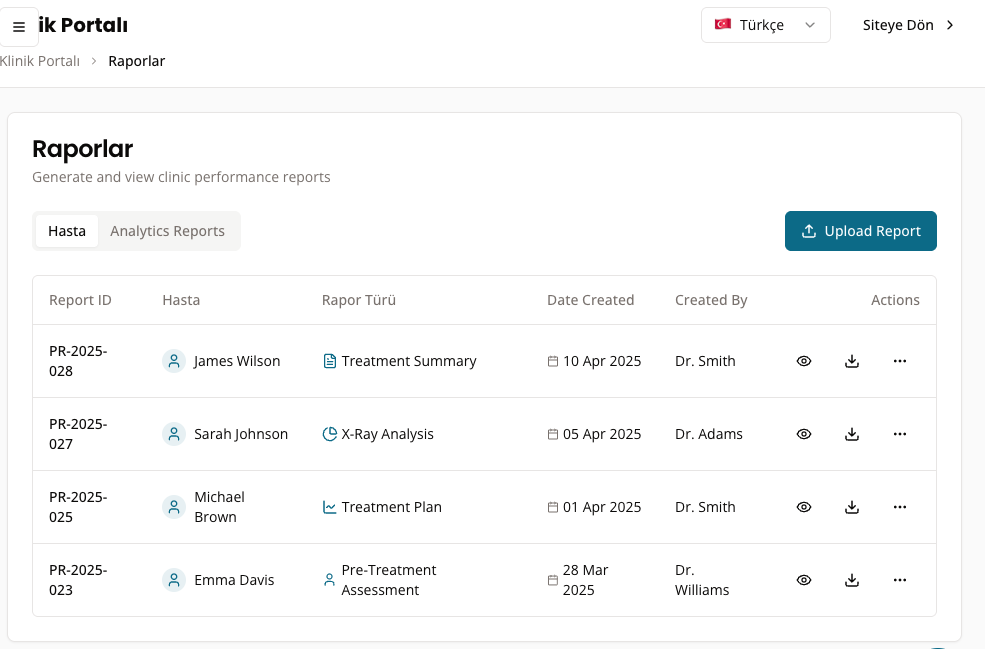 ik Portalı
Türkçe
Siteye Dön
Klinik Portalı > Raporlar
Raporlar
Generate and view clinic performance reports
Hasta
Analytics Reports
Upload Report
Report ID Hasta Rapor Türü Date Created Created By Actions
PR-2025-
028
James Wilson
Treatment Summary
10 Apr 2025
Dr. Smith
PR-2025-
027
Sarah Johnson
X-Ray Analysis
05 Apr 2025
Dr. Adams
PR-2025-
025
Michael
Brown
Treatment Plan
01 Apr 2025
Dr. Smith
PR-2025-
023
Emma Davis
Pre-Treatment
Assessment
28 Mar
2025
Dr.
Williams